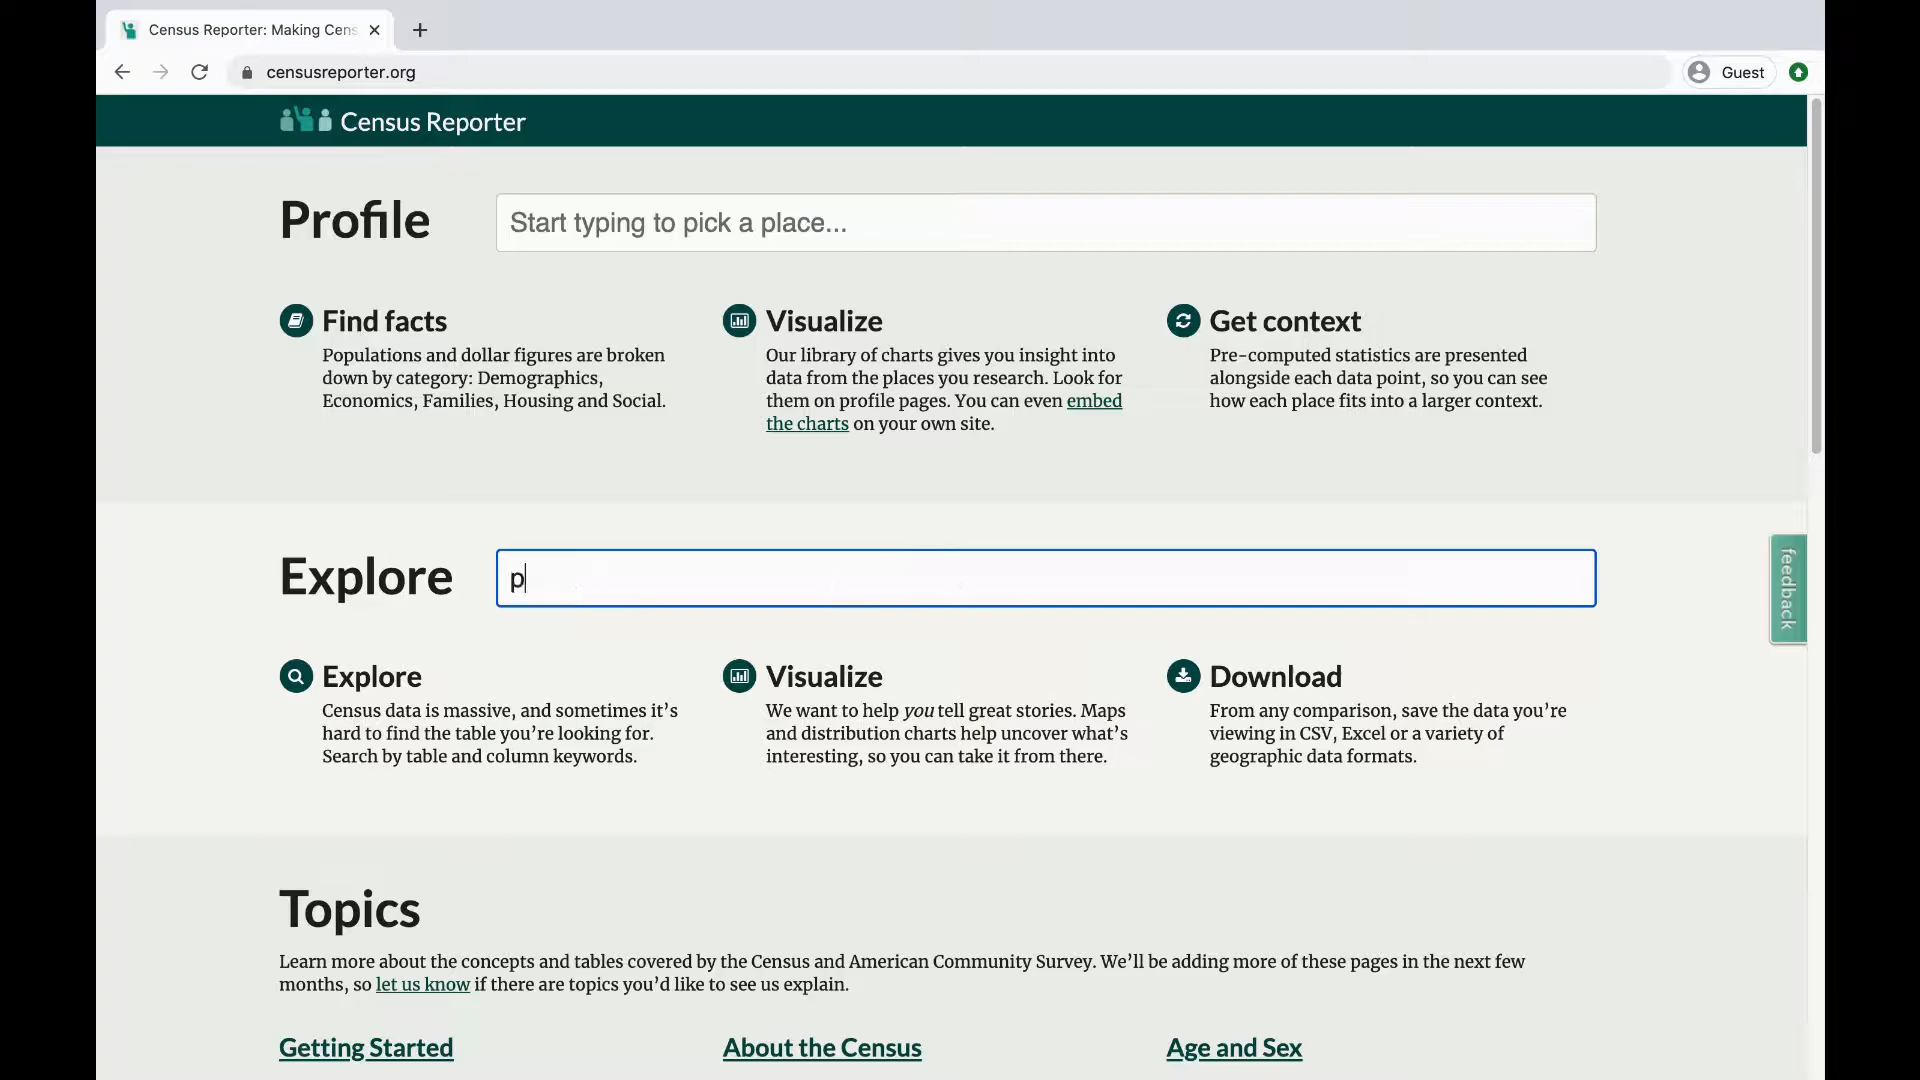 Census Reporter: Making Cens
censusreporter.org
Guest
Census Reporter
Profile
Start typing to pick a place...
Find facts
Populations and dollar figures are broken
down by category: Demographics,
Economics, Families, Housing and Social.
Visualize
Our library of charts gives you insight into
data from the places you research. Look for
them on profile pages. You can even embed
the charts on your own site.
Get context
Pre-computed statistics are presented
alongside each data point, so you can see
how each place fits into a larger context.
Explore
p
feedback
Explore
Census data is massive, and sometimes it's
hard to find the table you're looking for.
Search by table and column keywords.
Visualize
We want to help you tell great stories. Maps
and distribution charts help uncover what's
interesting, so you can take it from there.
Download
From any comparison, save the data you're
viewing in CSV, Excel or a variety of
geographic data formats.
Topics
Learn more about the concepts and tables covered by the Census and American Community Survey. We'll be adding more of these pages in the next few
months, so let us know if there are topics you'd like to see us explain.
Getting Started
About the Census
Age and Sex